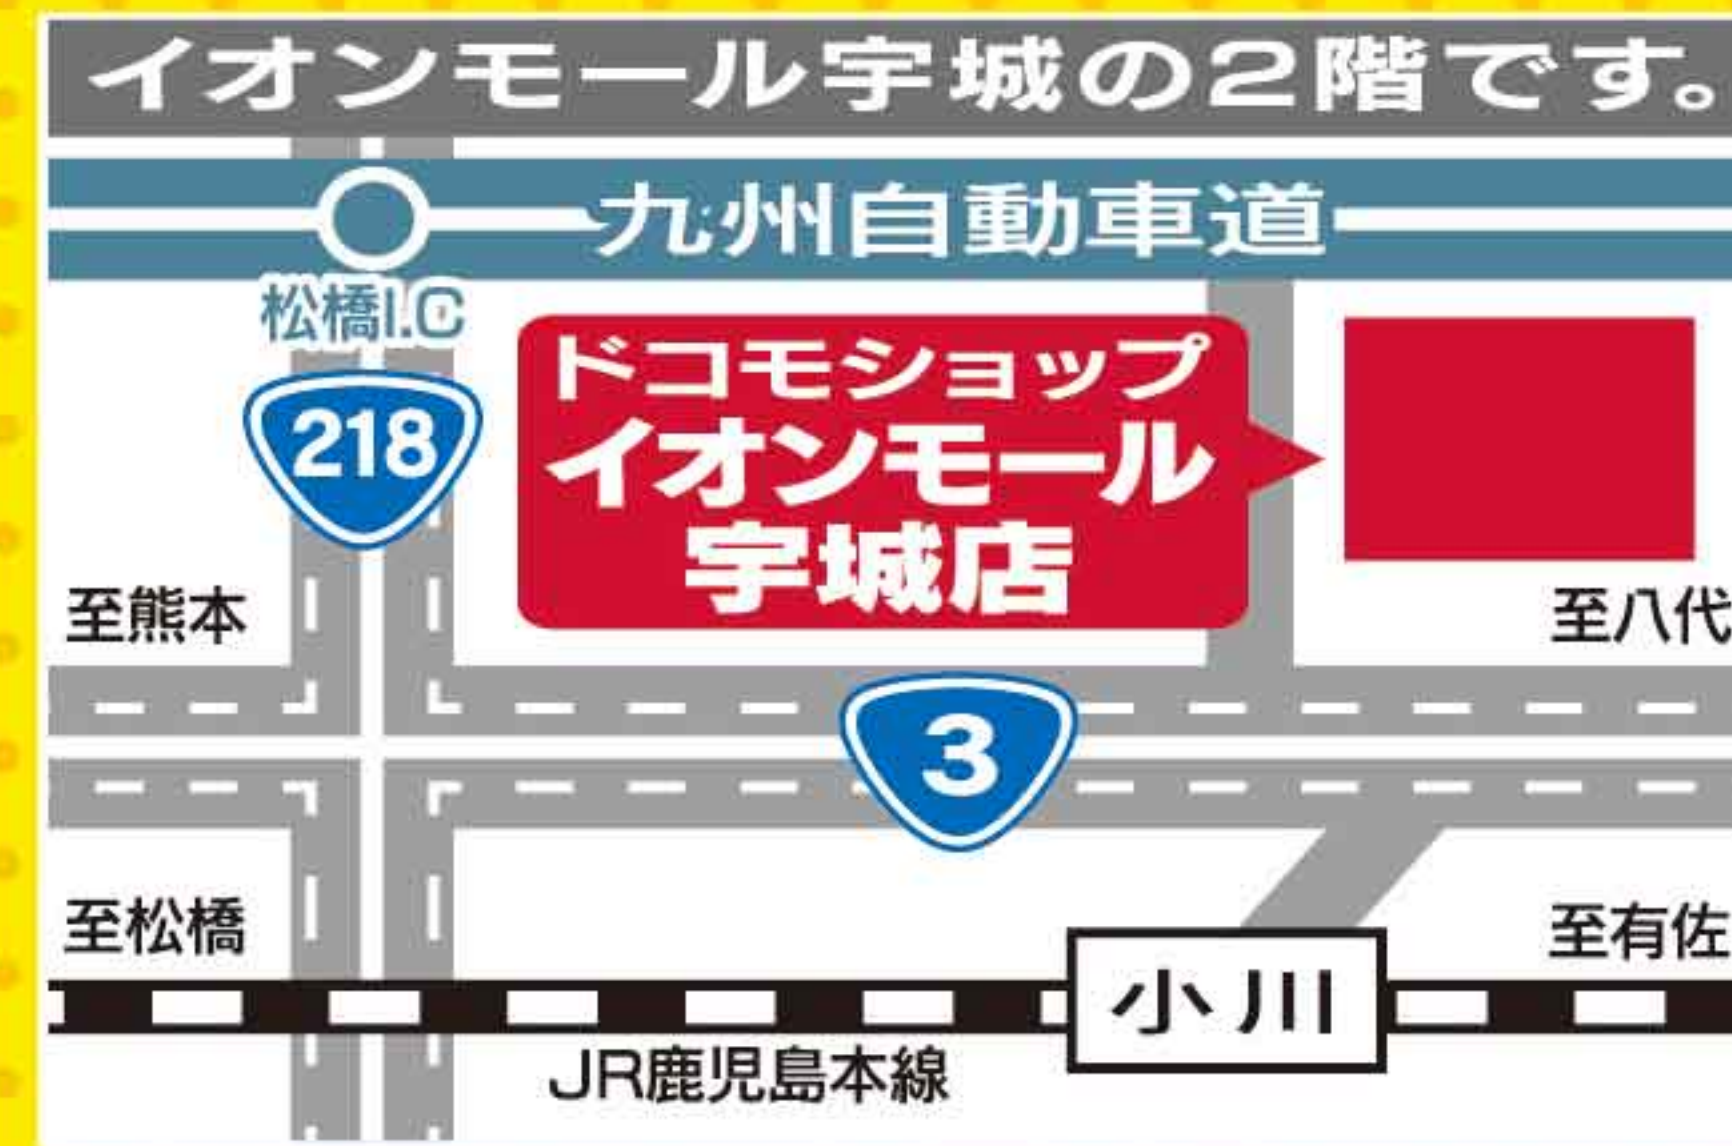 イオンモール宇城の2階です。
九州自動車道
松橋I.C
218
ドコモショップ
イオンモール
宇城店
至熊本
至八代
3
至松橋
至有佐
小川
JR鹿児島本線